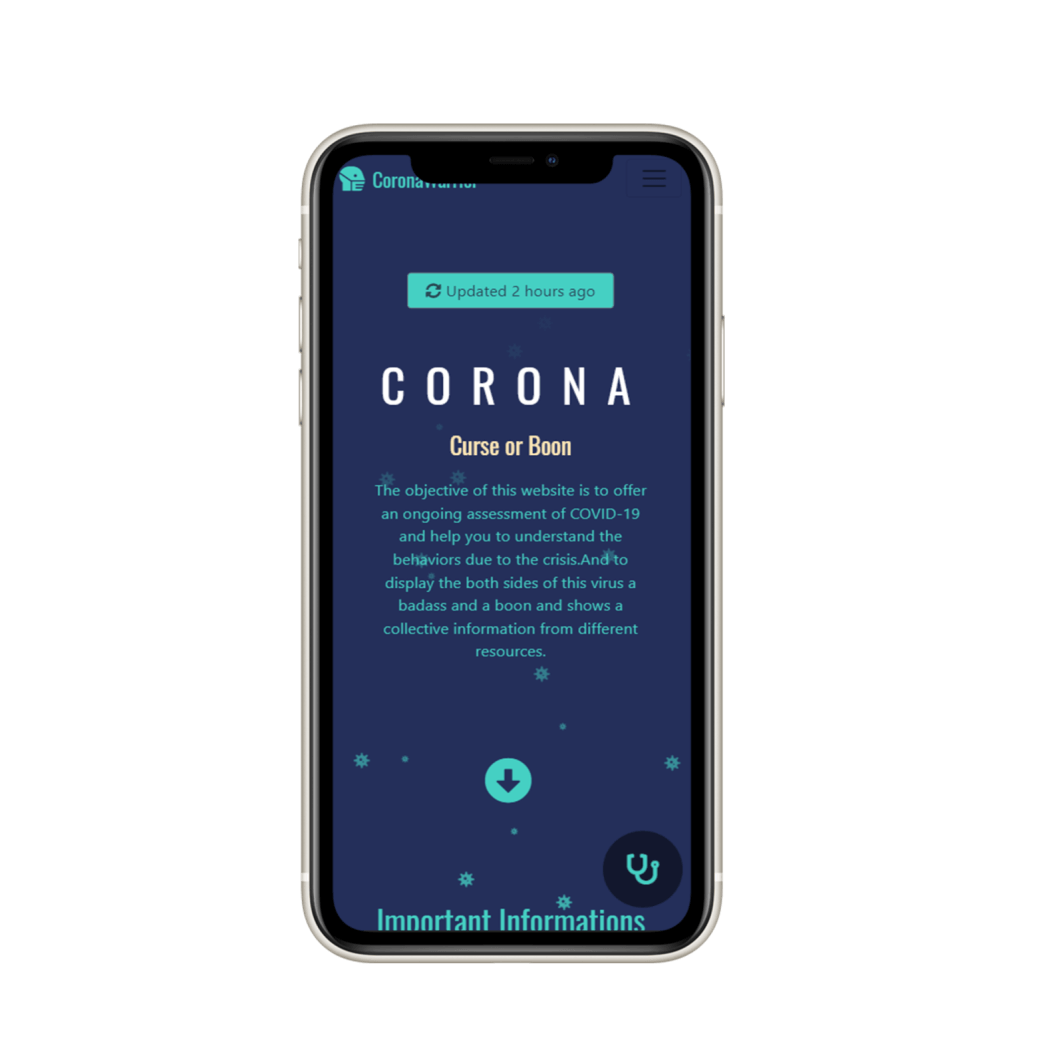 CoronaWarrior
Updated 2 hours ago
CORONA
Curse or Boon
The objective of this website is to offer
an ongoing assessment of COVID-19
and help you to understand the
behaviors due to the crisis.And to
display the both sides of this virus a
badass and a boon and shows a
collective information from different
resources.
Important Informations